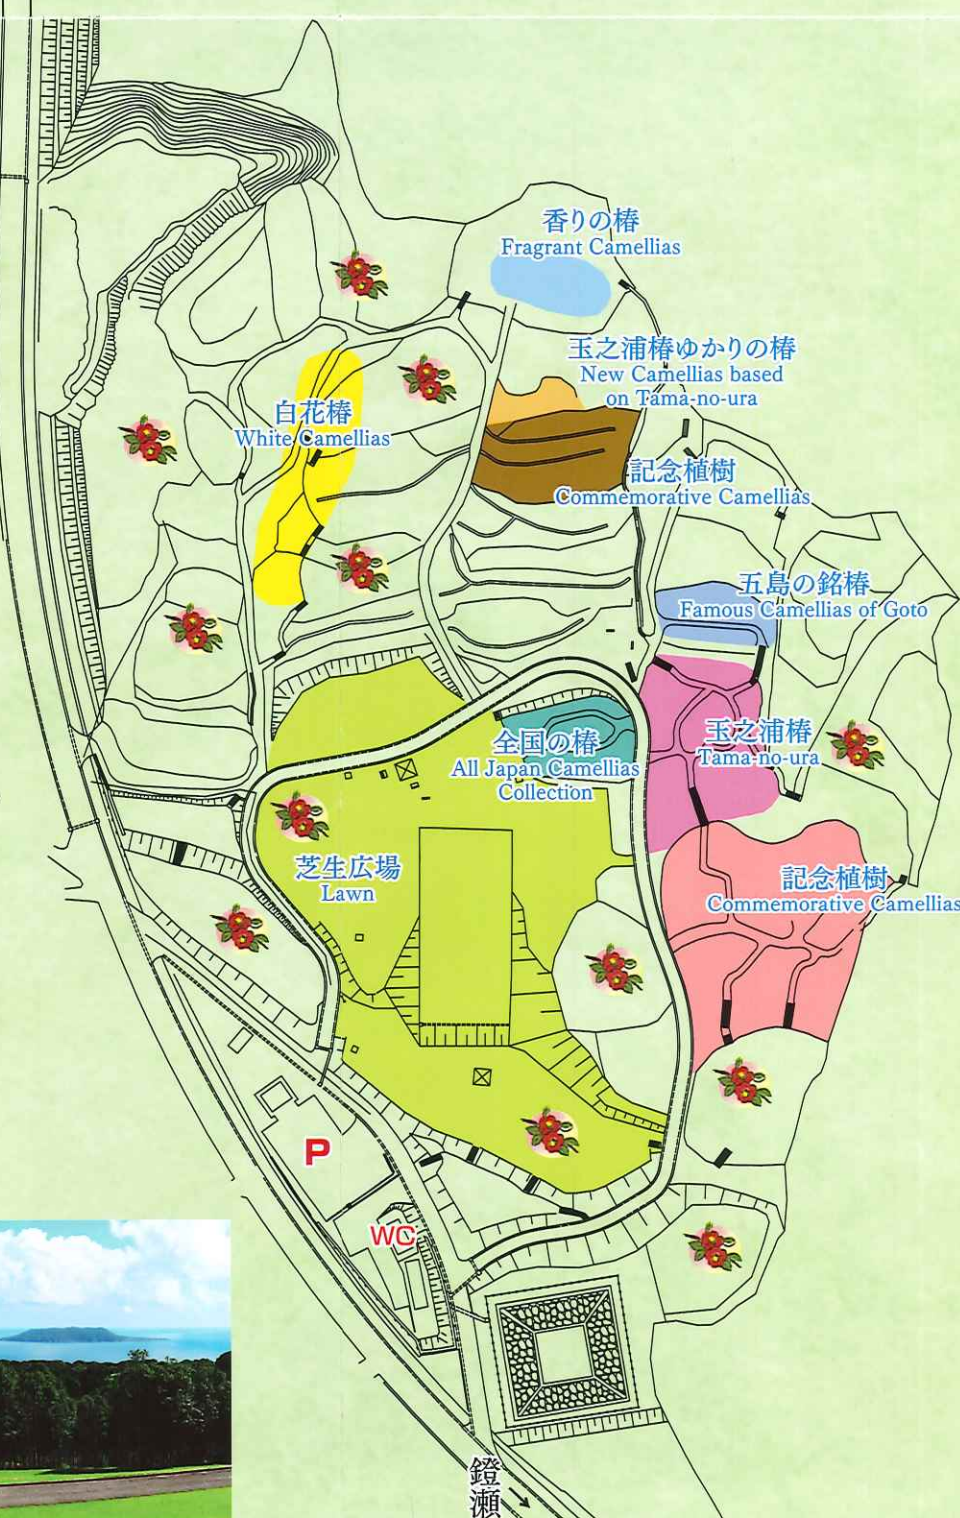 香りの椿
Fragrant Camellias
玉之浦椿ゆかりの椿
New Camellias based
on Tama-no-ura
白花椿
White Camellias
記念植樹
Commemorative Camellias
五島の銘椿
Famous Camellias of Goto
玉之浦椿
Tama-no-ura
全国の椿
All Japan Camellias
Collection
芝生広場
Lawn
記念植樹
Commemorative Camellias
P
WC
鐙瀬